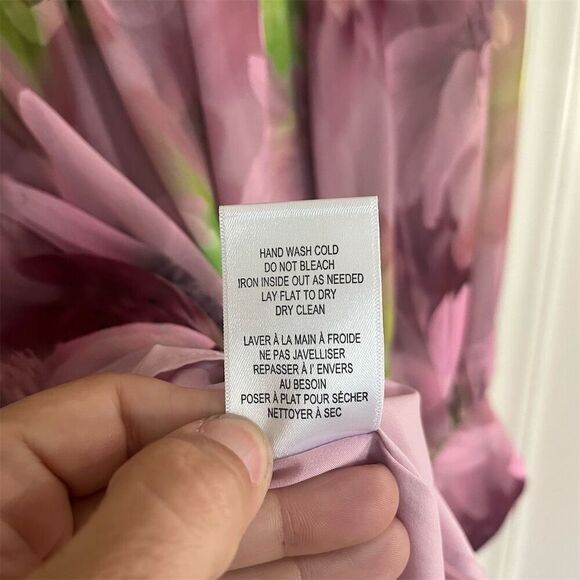 HAND WASH COLD
DO NOT BLEACH
IRON INSIDE OUT AS NEEDED
LAY FLAT TO DRY
DRY CLEAN
LAVER À LA MAIN À FROIDE
NE PAS JAVELLISER
REPASSER À I' ENVERS
AU BESOIN
POSER À PLAT POUR SÉCHER
NETTOYER À SEC